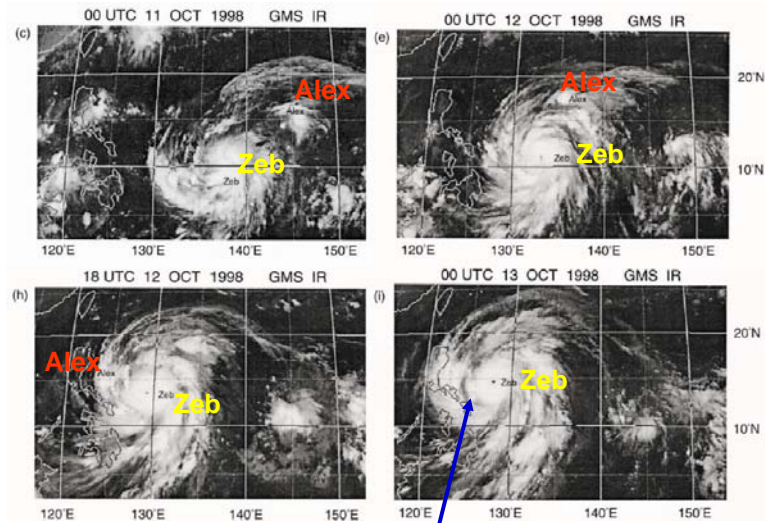 00 UTC 11 OCT 1998 GMS IR
(c)
Alex
Alex
Zeb
Zeb
120°E 130°E 140°E 150°E
00 UTC 12 OCT 1998 GMS IR
(e)
Alex
Alex
20°N
Zeb
Zeb
10°N
120°E 130°E 140°E 150°E
18 UTC 12 OCT 1998 GMS IR
(h)
Alex
Alex
Zeb
Zeb
120°E 130°E 140°E 150°E
00 UTC 13 OCT 1998 GMS IR
(i)
20°N
Zeb
Zeb
10°N
120°E 130°E 140°E 150°E